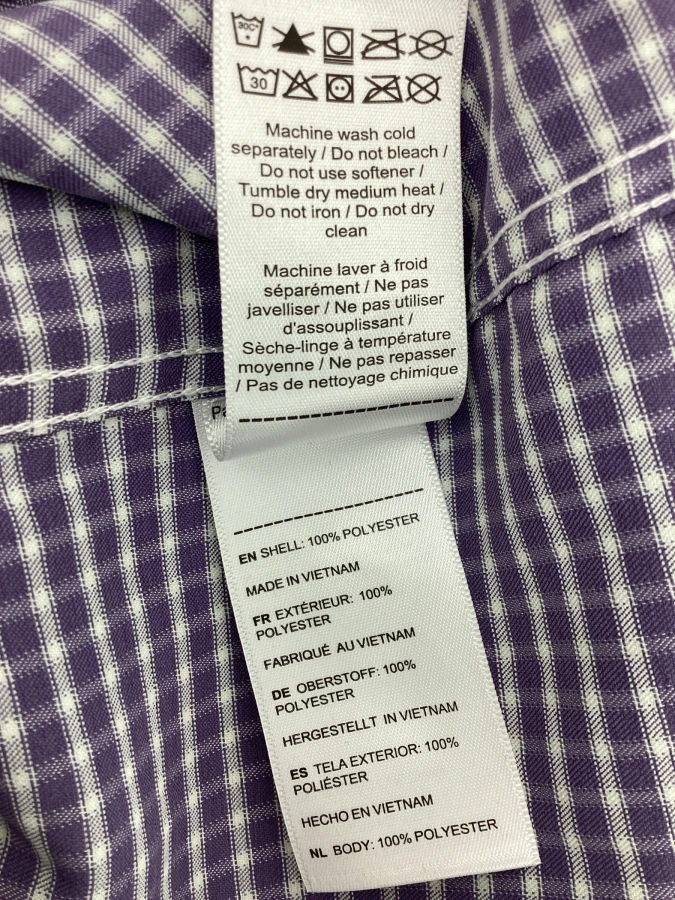 30C°
30
Machine wash cold
separately / Do not bleach /
Do not use softener /
Tumble dry medium heat /
Do not iron / Do not dry
clean
Machine laver à froid
séparément / Ne pas
javelliser / Ne pas utiliser
d'assouplissant /
Sèche-linge à température
moyenne / Ne pas repasser
/ Pas de nettoyage chimique
EN SHELL: 100% POLYESTER
MADE IN VIETNAM
FR EXTÉRIEUR: 100%
POLYESTER
FABRIQUÉ AU VIETNAM
DE OBERSTOFF: 100%
POLYESTER
HERGESTELLT IN VIETNAM
ES TELA EXTERIOR: 100%
POLIÉSTER
HECHO EN VIETNAM
NL BODY: 100% POLYESTER